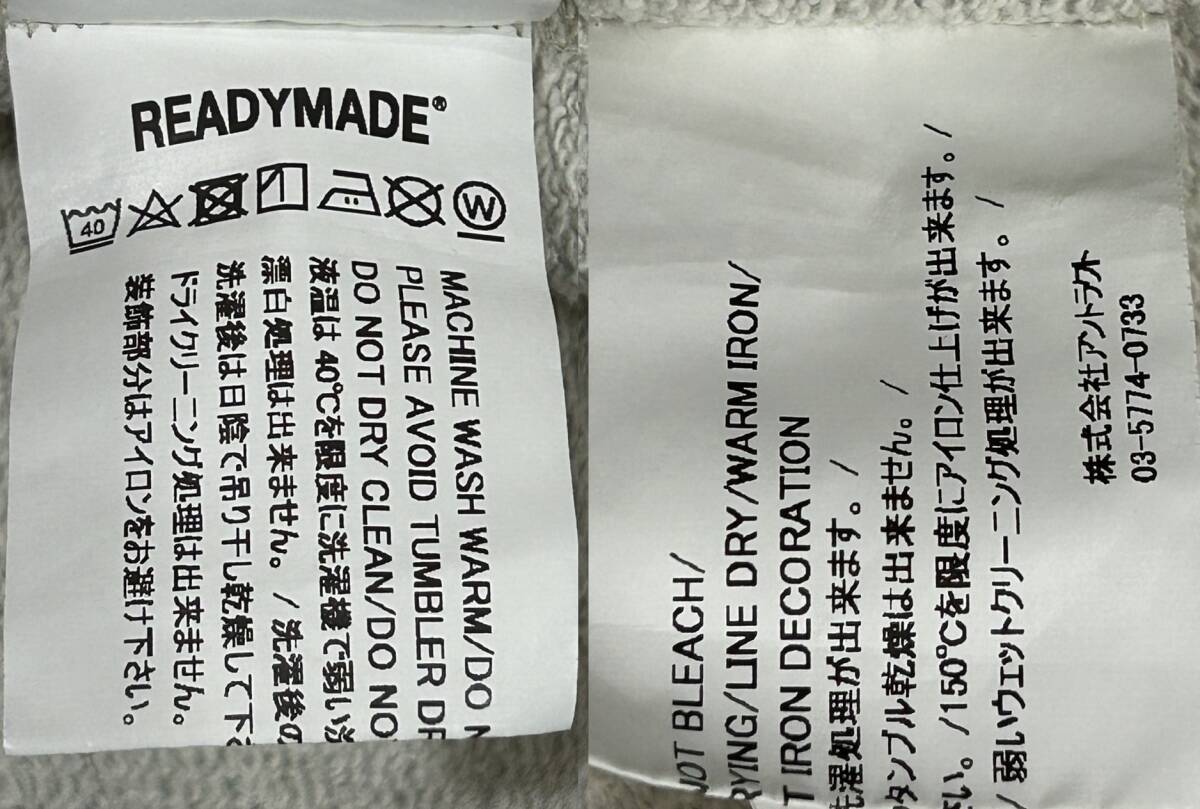 READYMADE®
40
W
MACHINE WASH WARM/DO N
PLEASE AVOID TUMBLER DR
DO NOT DRY CLEAN/DO NO
液温は 40℃を限度に洗濯機で弱い洗
漂白処理は出来ません。 / 洗濯後の
洗濯後は日陰で吊り干し乾燥して下さ
ドライクリーニング処理は出来ません。
装飾部分はアイロンをお避け下さい。
NOT BLEACH/
RYING/LINE DRY/WARM IRON/
T IRON DECORATION
洗濯処理が出来ます。 /
タンブル乾燥は出来ません。 /
さい。 /150℃を限度にアイロン仕上げが出来ます。 /
/ 弱いウェットクリーニング処理が出来ます。 /
株式会社アントラクト
03-5774-0733